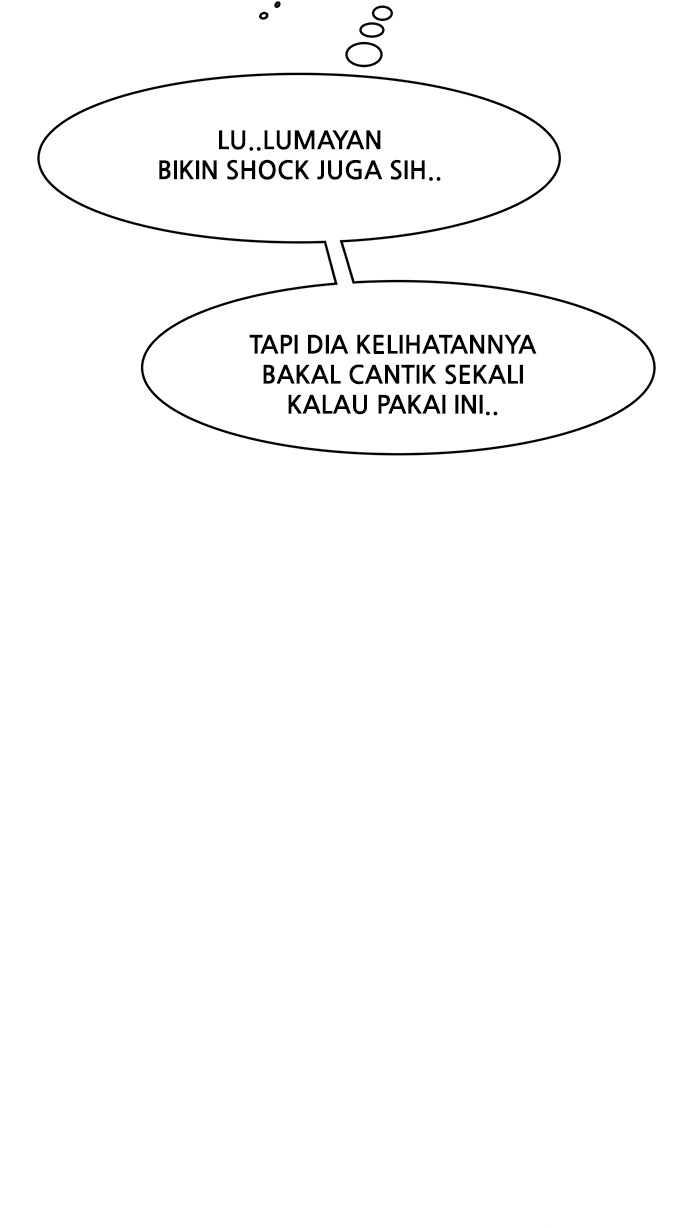 LU..LUMAYAN
BIKIN SHOCK JUGA SIH..
TAPI DIA KELIHATANNYA
BAKAL CANTIK SEKALI
KALAU PAKAI INI..